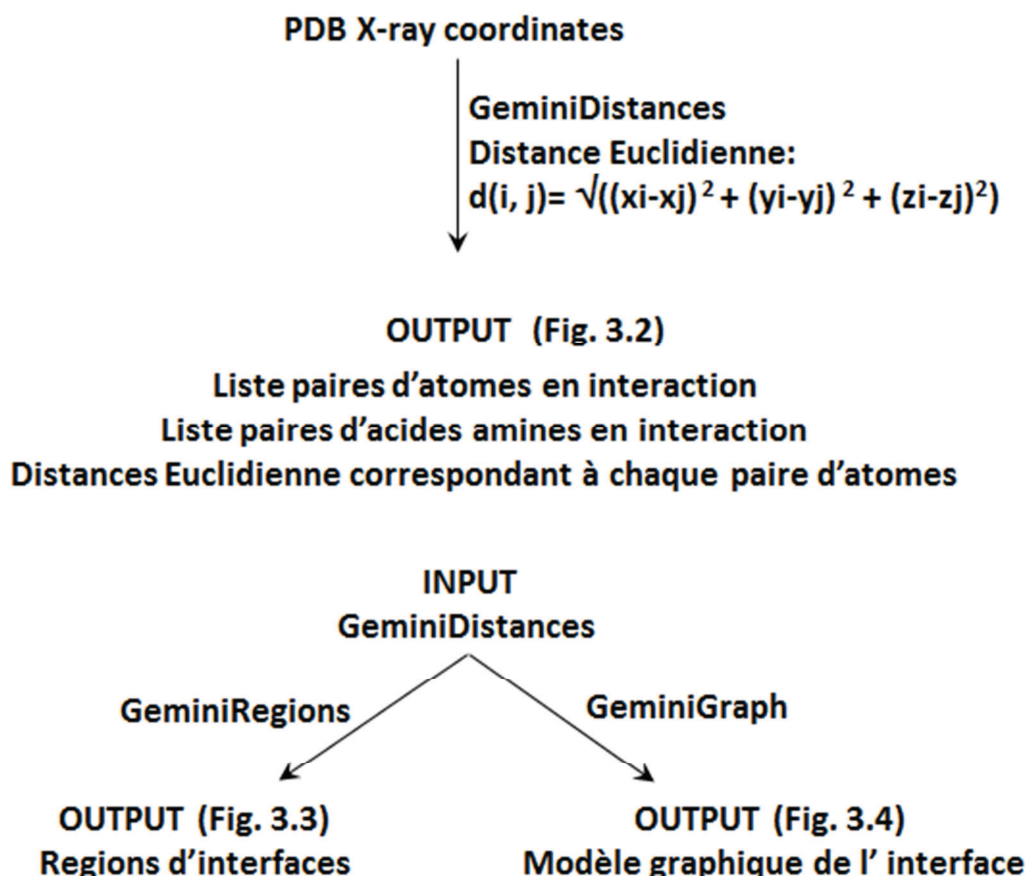 PDB X-ray coordinates
GeminiDistances
Distance Euclidienne:
d(i, j)= √((xi-xj) ² + (yi-yj) ² + (zi-zj)²)
OUTPUT (Fig. 3.2)
Liste paires d'atomes en interaction
Liste paires d'acides amines en interaction
Distances Euclidienne correspondant à chaque paire d'atomes
INPUT
GeminiDistances
GeminiRegions
GeminiGraph
OUTPUT (Fig. 3.3)
Regions d'interfaces
OUTPUT (Fig. 3.4)
Modèle graphique de l' interface